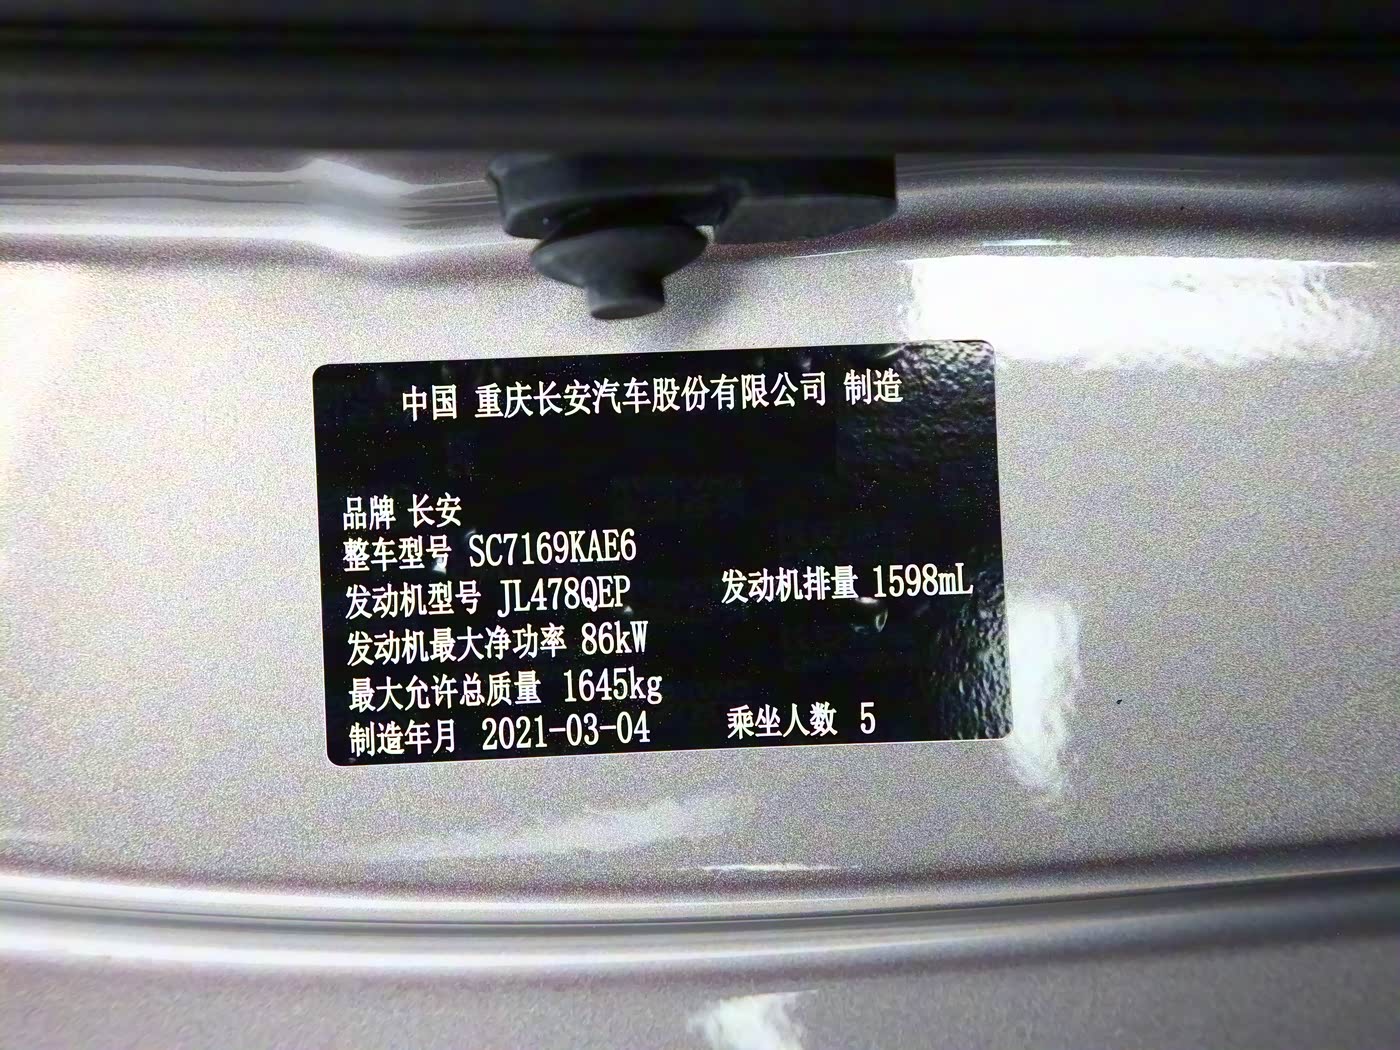 中国 重庆长安汽车股份有限公司 制造
品牌 长安
整车型号 SC7169KAE6
发动机型号 JL478QEP 发动机排量 1598mL
发动机最大净功率 86kW
最大允许总质量 1645kg
制造年月 2021-03-04 乘坐人数 5